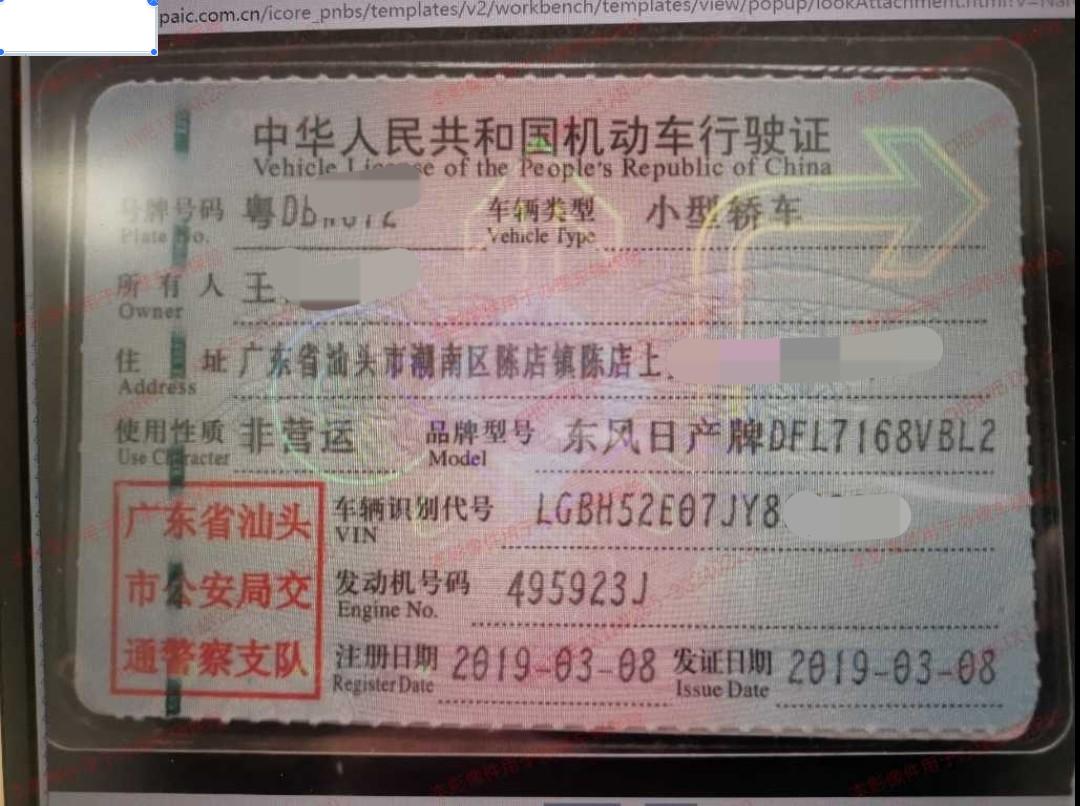 paic.com.cn/icore_pnbs/templates/v2/workbench/templates/view/popup/lookAttachment.html?v=
中华人民共和国机动车行驶证
Vehicle License of the People's Republic of China
号牌号码 粤D 车辆类型 小型轿车
Plate No. Vehicle Type
所有人 王
Owner
住址 广东省汕头市潮南区陈店镇陈店上
Address
使用性质 非营运 品牌型号 东风日产牌DFL7168VBL2
Use Character Model
广东省汕头
市公安局交
通警察支队
车辆识别代号 LGBH52E07JY8
VIN
发动机号码 495923J
Engine No.
注册日期 2019-03-08 发证日期 2019-03-08
Register Date Issue Date